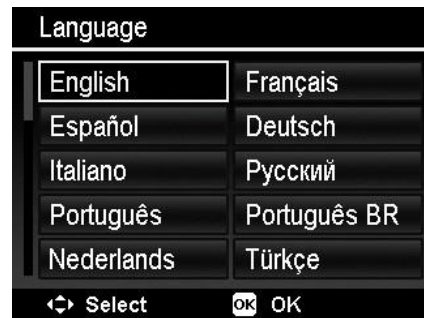 Language
English Français
Español Deutsch
Italiano Русский
Português Português BR
Nederlands Türkçe
Select OK OK